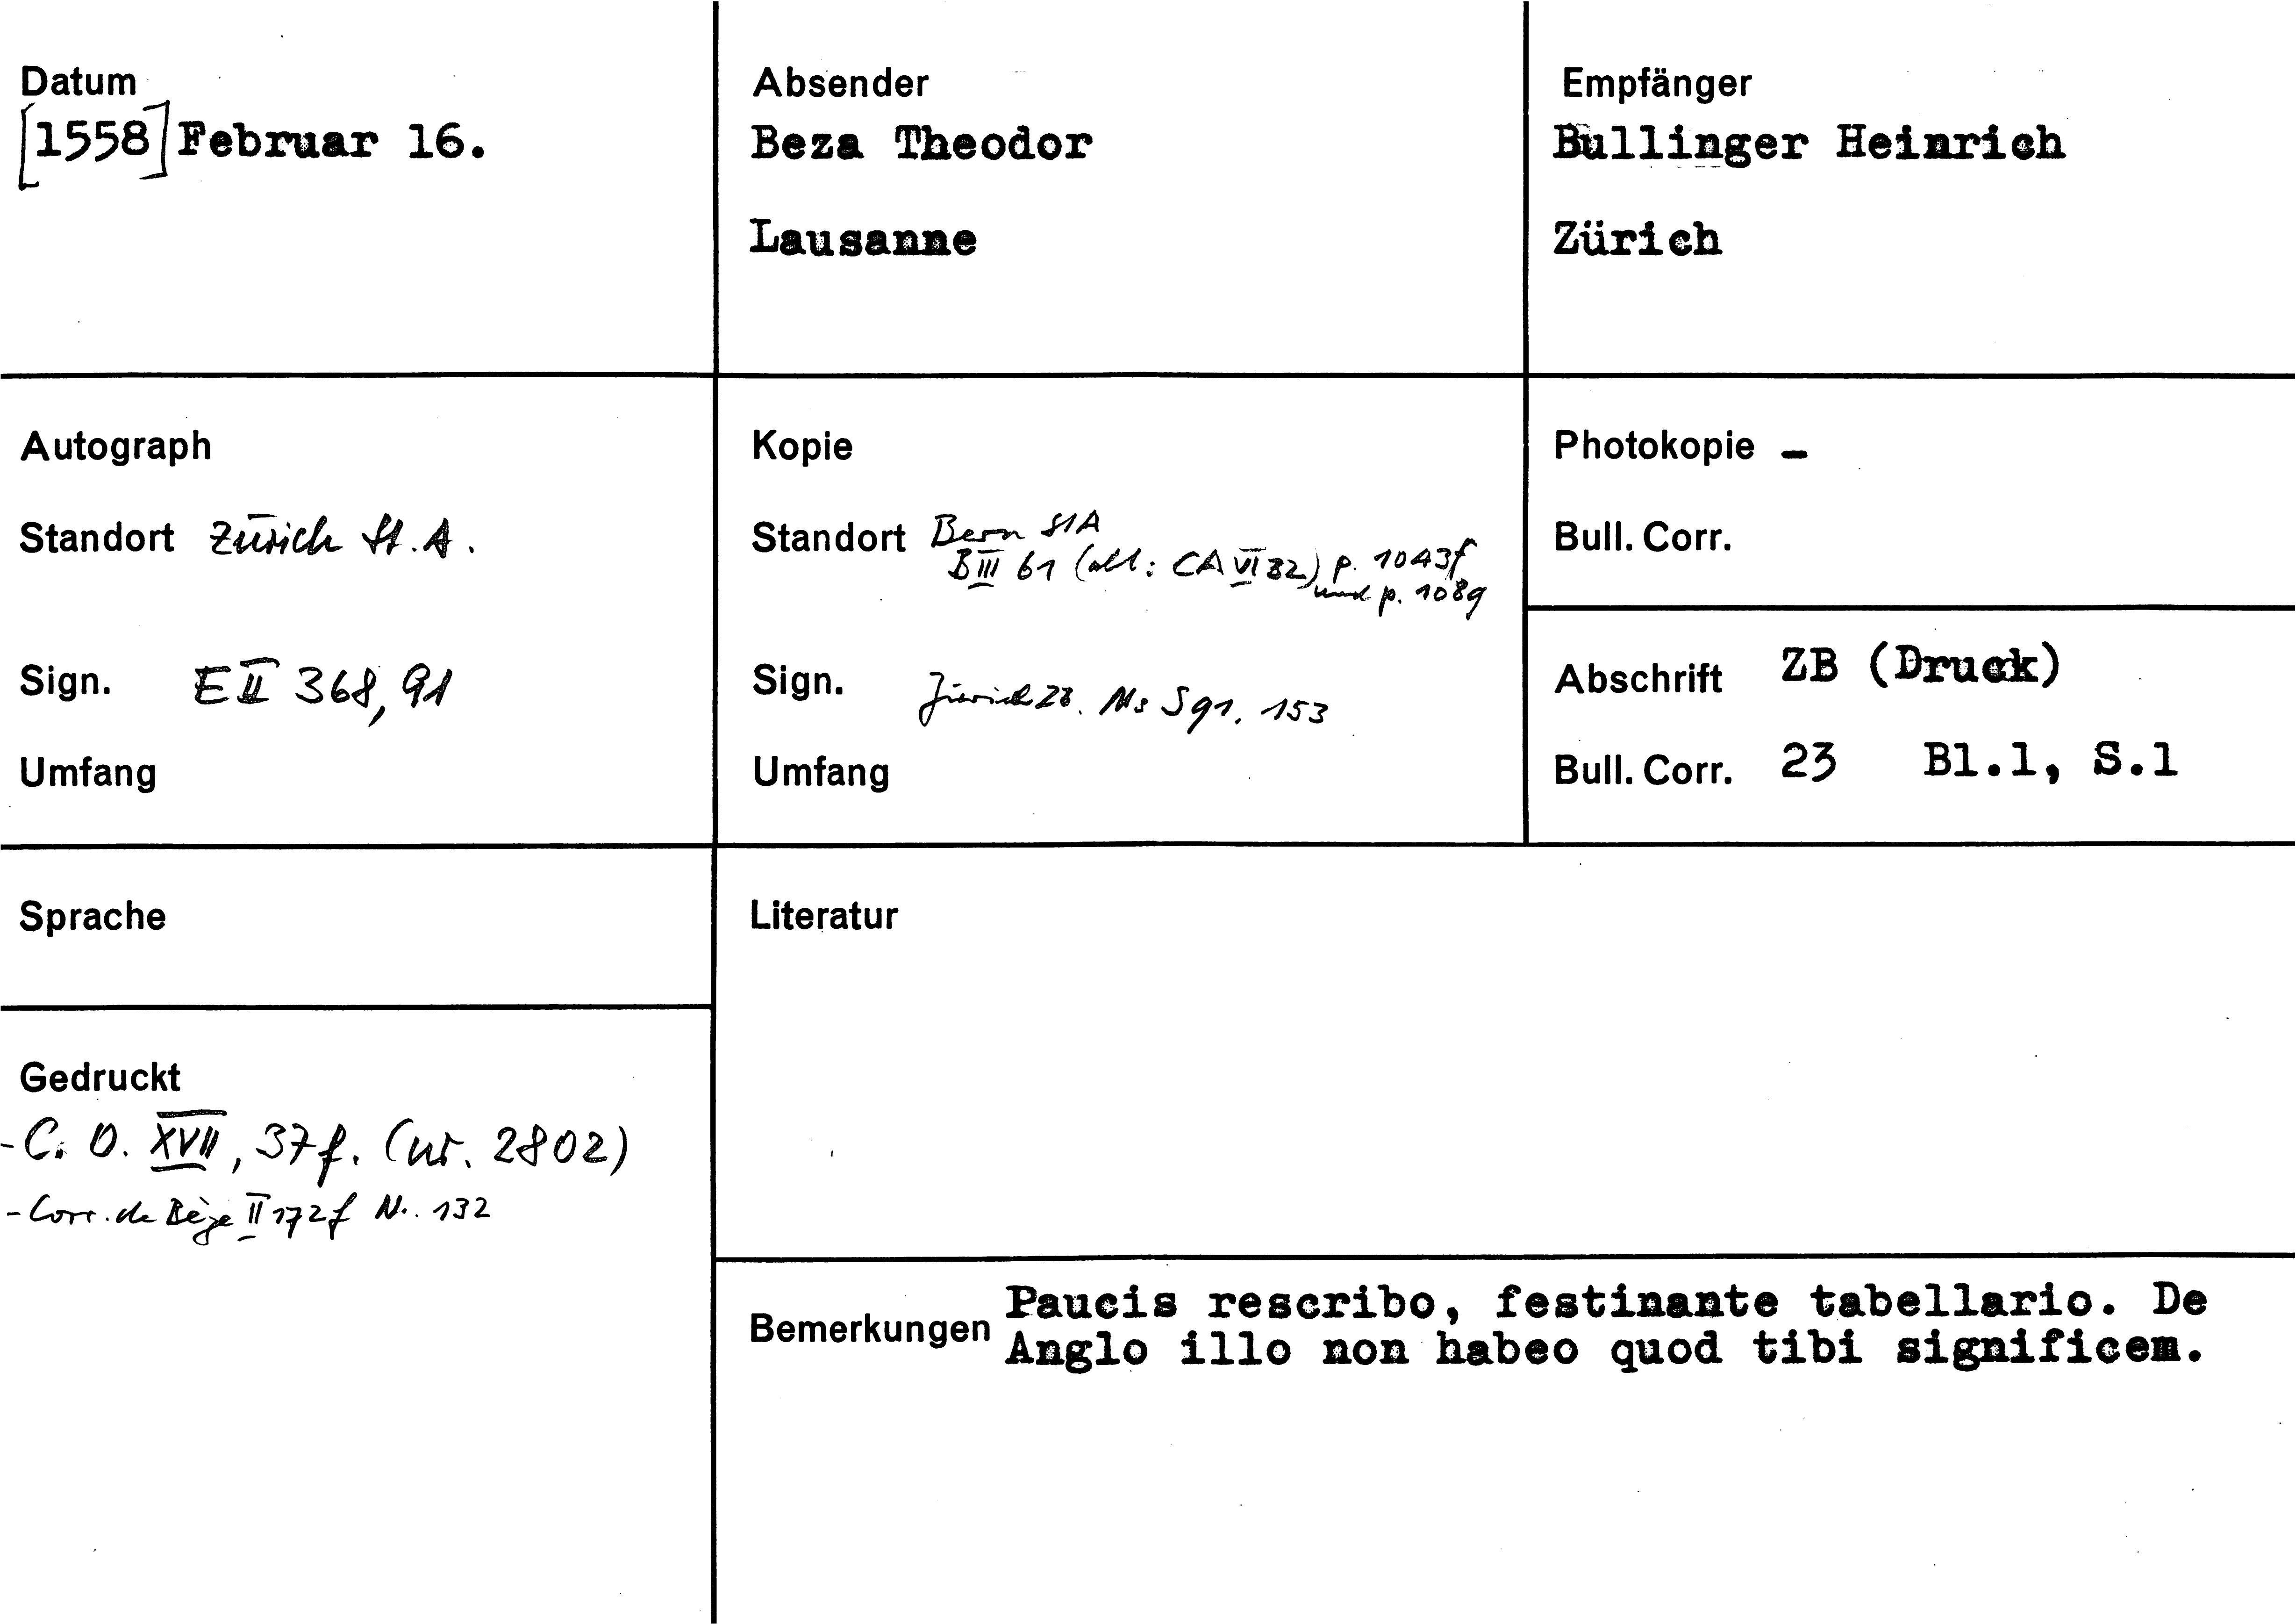 Datum
[1558] Februar 16.
Absender
Beza Theodor
Lausanne
Empfänger
Bullinger Heinrich
Zürich
Autograph
Standort Zürich St. A.
Sign. E II 368, 91
Umfang
Kopie
Standort Bern StA
B III 61 (alt: CA VI 32) p. 1043f
und p. 1089
Sign. Zürich ZB. Ms S 91, 153
Umfang
Photokopie -
Bull. Corr.
Abschrift ZB (Druck)
Bull. Corr. 23 Bl.1, S.1
Sprache
Literatur
Gedruckt
- C. O. XVII, 37f. (nr. 2802)
- Corr. de Bèze II 172f N. 132
Bemerkungen Paucis rescribo, festinante tabellario. De
Anglo illo non habeo quod tibi significem.